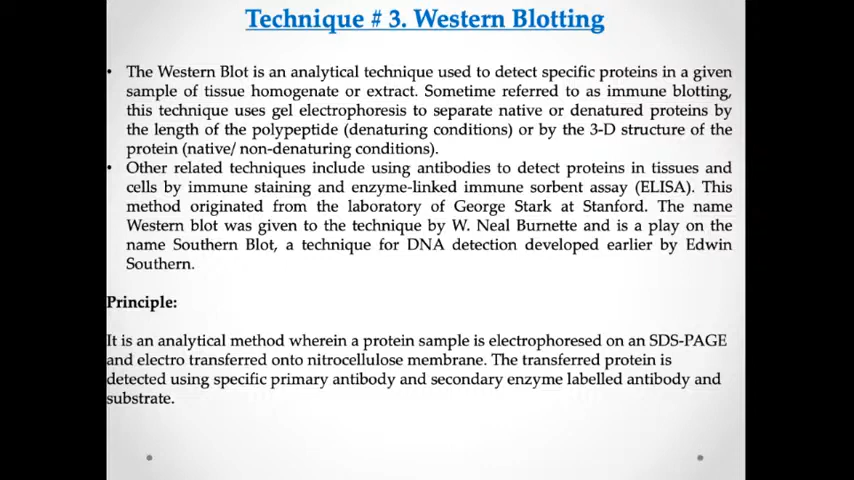 Technique # 3. Western Blotting
• The Western Blot is an analytical technique used to detect specific proteins in a given
sample of tissue homogenate or extract. Sometime referred to as immune blotting,
this technique uses gel electrophoresis to separate native or denatured proteins by
the length of the polypeptide (denaturing conditions) or by the 3-D structure of the
protein (native/ non-denaturing conditions).
• Other related techniques include using antibodies to detect proteins in tissues and
cells by immune staining and enzyme-linked immune sorbent assay (ELISA). This
method originated from the laboratory of George Stark at Stanford. The name
Western blot was given to the technique by W. Neal Burnette and is a play on the
name Southern Blot, a technique for DNA detection developed earlier by Edwin
Southern.
Principle:
It is an analytical method wherein a protein sample is electrophoresed on an SDS-PAGE
and electro transferred onto nitrocellulose membrane. The transferred protein is
detected using specific primary antibody and secondary enzyme labelled antibody and
substrate.